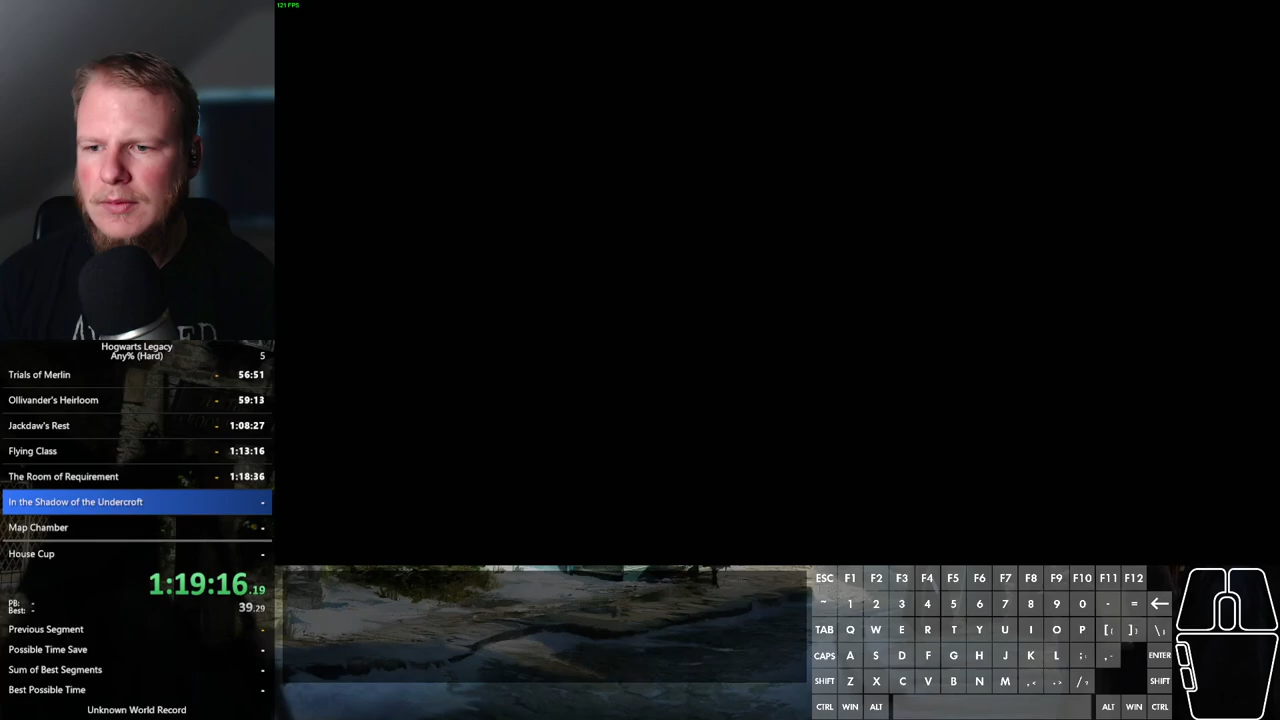 121 FPS
Hogwarts Legacy
Any% (Hard) 5
Trials of Merlin - 56:51
Ollivander's Heirloom - 59:13
Jackdaw's Rest - 1:08:27
Flying Class - 1:13:16
The Room of Requirement - 1:18:36
In the Shadow of the Undercroft -
Map Chamber -
House Cup -
1:19:16.19
PB: - 39.29
Best: -
Previous Segment -
Possible Time Save -
Sum of Best Segments -
Best Possible Time -
Unknown World Record
ESC F1 F2 F3 F4 F5 F6 F7 F8 F9 F10 F11 F12
~ 1 2 3 4 5 6 7 8 9 0 - = ←
TAB Q W E R T Y U I O P [{ ]} \|
CAPS A S D F G H J K L ;: ,. ENTER
SHIFT Z X C V B N M ,< .> /? SHIFT
CTRL WIN ALT ALT WIN CTRL